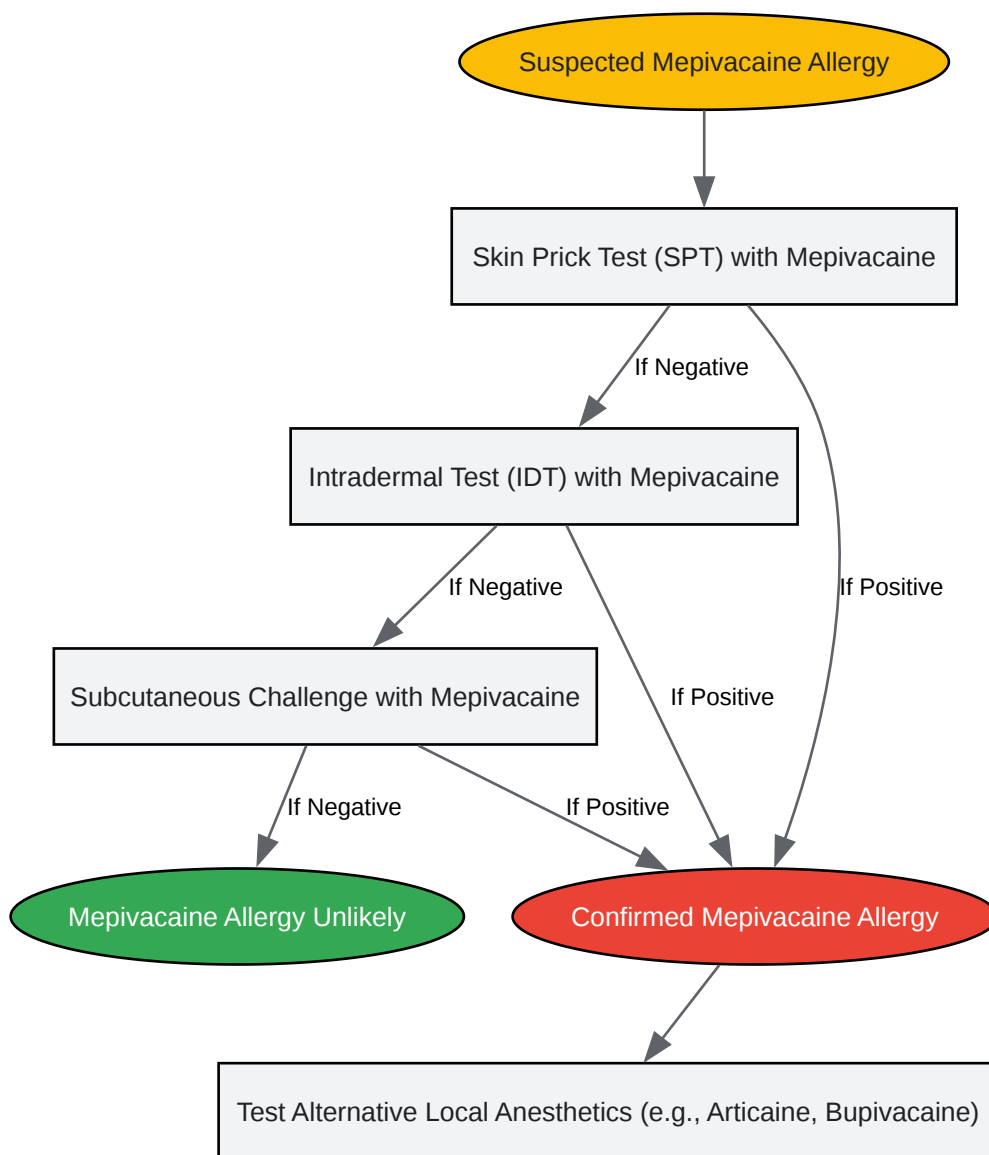 Suspected Mepivacaine Allergy
Skin Prick Test (SPT) with Mepivacaine
If Negative
Intradermal Test (IDT) with Mepivacaine
If Negative
If Positive
Subcutaneous Challenge with Mepivacaine
If Positive
If Negative
If Positive
Mepivacaine Allergy Unlikely
Confirmed Mepivacaine Allergy
Test Alternative Local Anesthetics (e.g., Articaine, Bupivacaine)